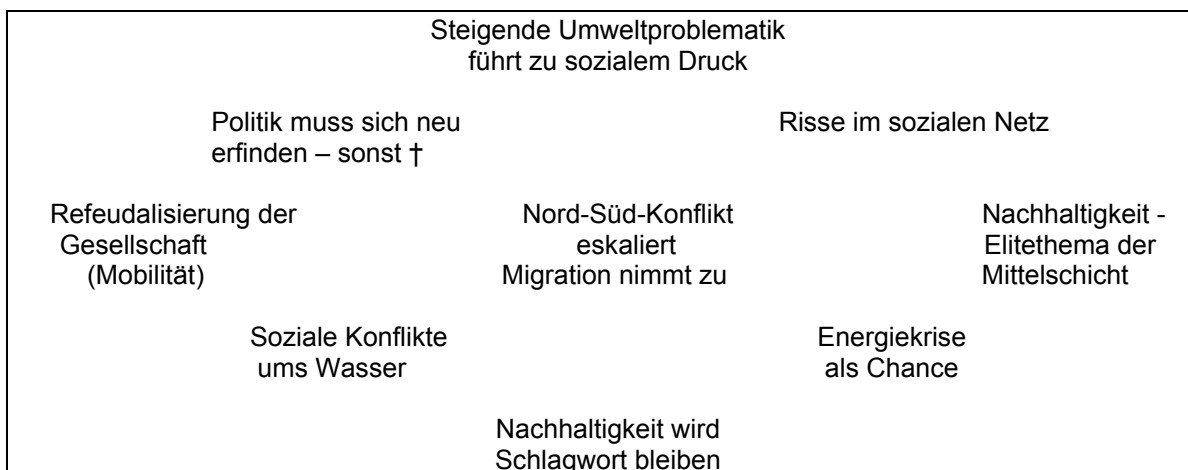 Steigende Umweltproblematik
führt zu sozialem Druck
Politik muss sich neu
erfinden – sonst †
Risse im sozialen Netz
Refeudalisierung der
Gesellschaft
(Mobilität)
Nord-Süd-Konflikt
eskaliert
Migration nimmt zu
Nachhaltigkeit -
Elitethema der
Mittelschicht
Soziale Konflikte
ums Wasser
Energiekrise
als Chance
Nachhaltigkeit wird
Schlagwort bleiben